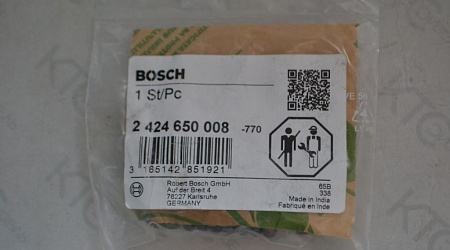 BOSCH
1 St/Pc
2 424 650 008 -770
3 165142 851921
Robert Bosch GmbH
Auf der Breit 4
76227 Karlsruhe
GERMANY
65B
338
Made in India
Fabriqué en Inde